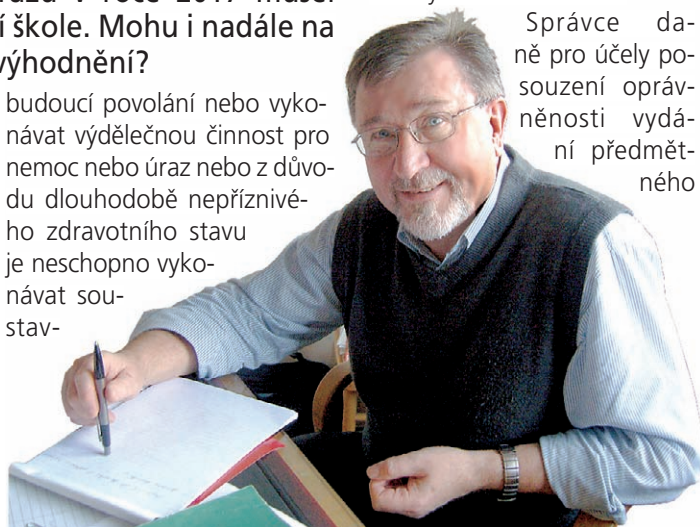 í škole. Mohu i nadále na
výhodnění?
budoucí povolání nebo vyko-
návat výdělečnou činnost pro
nemoc nebo úraz nebo z důvo-
du dlouhodobě nepříznivé-
ho zdravotního stavu
je neschopno vyko-
návat sou-
stav-
Správce da-
ně pro účely po-
souzení opráv-
něnosti vydá-
ní předmět-
ného